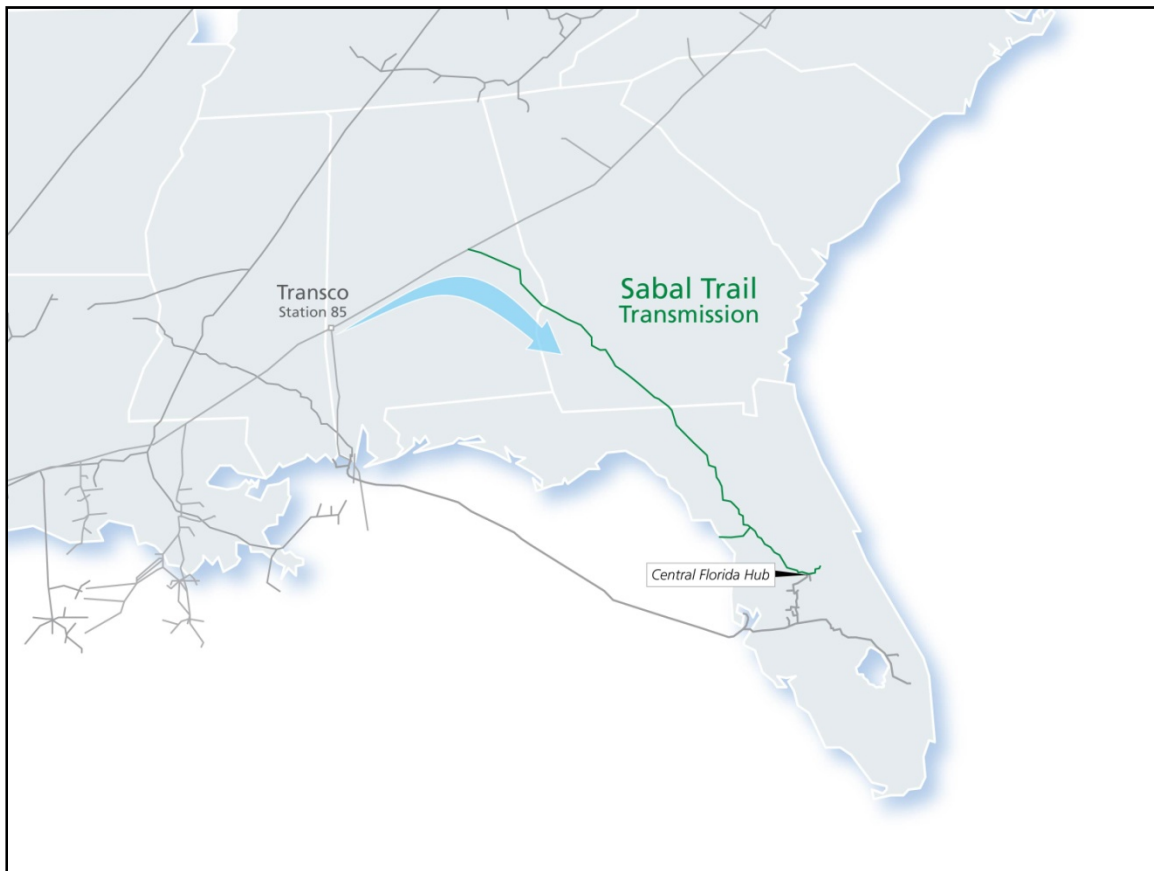 Transco
Station 85
Sabal Trail
Transmission
Central Florida Hub